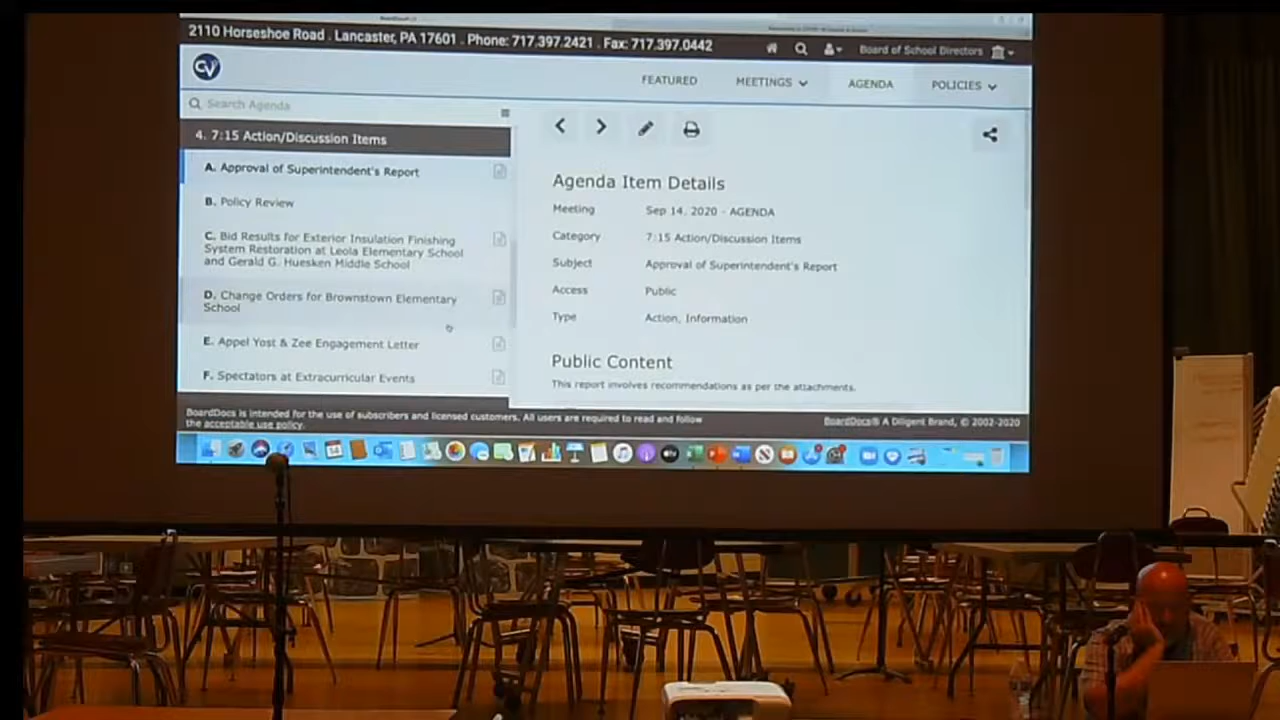 2110 Horseshoe Road . Lancaster, PA 17601 . Phone: 717.397.2421 . Fax: 717.397.0442
Board of School Directors
CV
FEATURED
MEETINGS
AGENDA
POLICIES
Search Agenda
4. 7:15 Action/Discussion Items
A. Approval of Superintendent's Report
B. Policy Review
C. Bid Results for Exterior Insulation Finishing
System Restoration at Leola Elementary School
and Gerald G. Huesken Middle School
D. Change Orders for Brownstown Elementary
School
E. Appel Yost & Zee Engagement Letter
F. Spectators at Extracurricular Events
Agenda Item Details
Meeting Sep 14, 2020 - AGENDA
Category 7:15 Action/Discussion Items
Subject Approval of Superintendent's Report
Access Public
Type Action, Information
Public Content
This report involves recommendations as per the attachments.
BoardDocs is intended for the use of subscribers and licensed customers. All users are required to read and follow
the acceptable use policy.
BoardDocs® A Diligent Brand, © 2002-2020